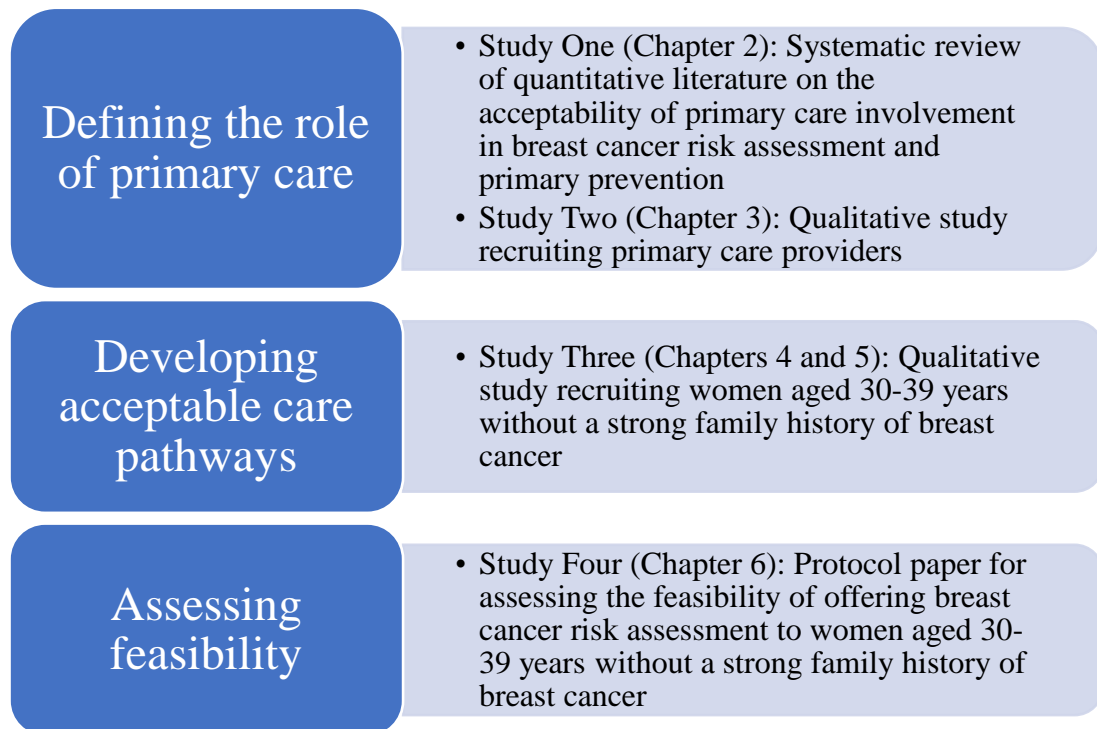 Defining the role
of primary care
• Study One (Chapter 2): Systematic review
of quantitative literature on the
acceptability of primary care involvement
in breast cancer risk assessment and
primary prevention
• Study Two (Chapter 3): Qualitative study
recruiting primary care providers
Developing
acceptable care
pathways
• Study Three (Chapters 4 and 5): Qualitative
study recruiting women aged 30-39 years
without a strong family history of breast
cancer
Assessing
feasibility
• Study Four (Chapter 6): Protocol paper for
assessing the feasibility of offering breast
cancer risk assessment to women aged 30-
39 years without a strong family history of
breast cancer